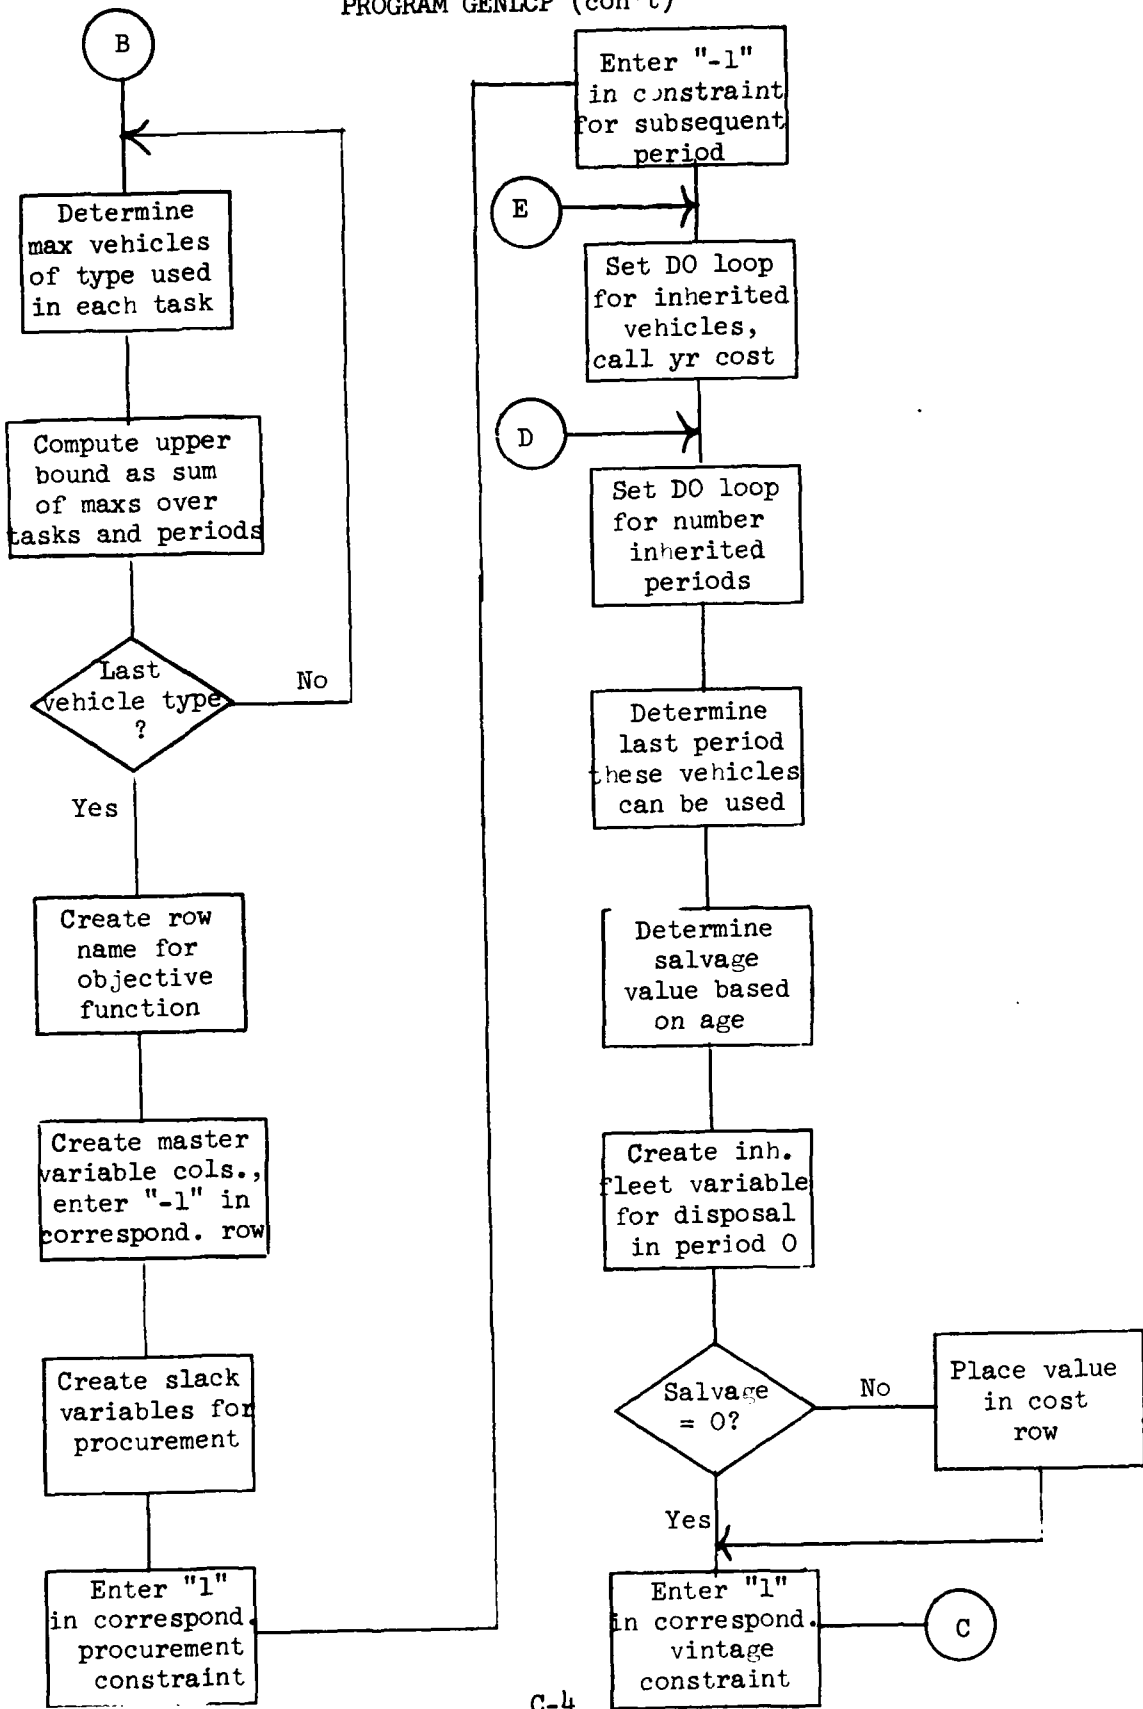 PROGRAM GENLCP (con't)
B
Determine
max vehicles
of type used
in each task
Compute upper
bound as sum
of maxs over
tasks and periods
Last
vehicle type
?
No
Yes
Create row
name for
objective
function
Create master
variable cols.,
enter "-1" in
correspond. row
Create slack
variables for
procurement
Enter "1"
in correspond.
procurement
constraint
Enter "-1"
in constraint
for subsequent
period
E
Set DO loop
for inherited
vehicles,
call yr cost
D
Set DO loop
for number
inherited
periods
Determine
last period
these vehicles
can be used
Determine
salvage
value based
on age
Create inh.
fleet variable
for disposal
in period 0
Salvage
= 0?
No
Place value
in cost
row
Yes
Enter "1"
in correspond.
vintage
constraint
C
C-4